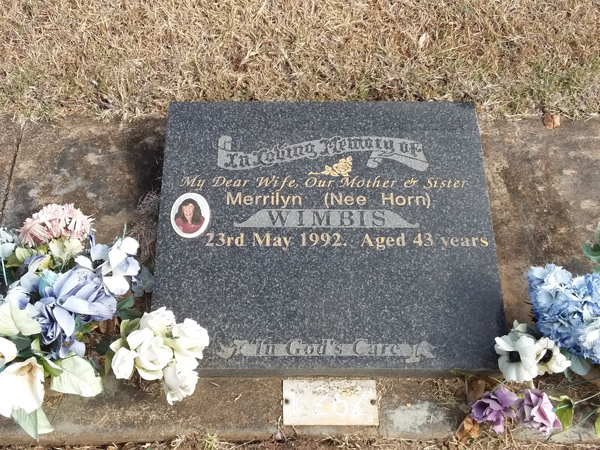 In Loving Memory of
My Dear Wife, Our Mother & Sister
Merrilyn (Nee Horn)
WIMBIS
23rd May 1992. Aged 43 years
In God's Care